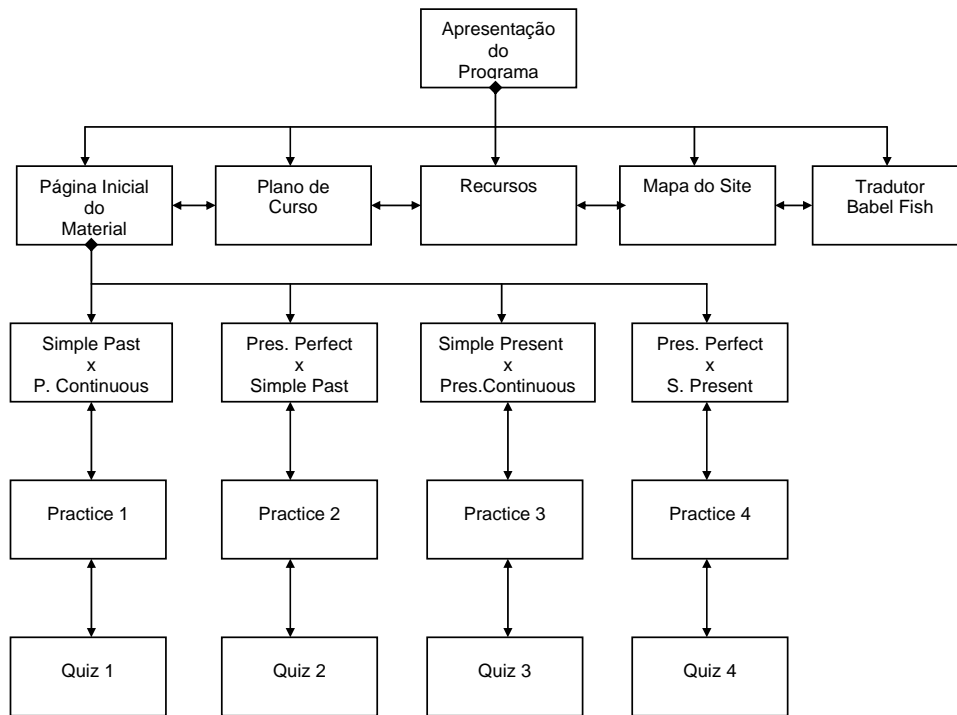 Apresentação
do
Programa
Página Inicial
do
Material
Plano de
Curso
Recursos
Mapa do Site
Tradutor
Babel Fish
Simple Past
x
P. Continuous
Pres. Perfect
x
Simple Past
Simple Present
x
Pres.Continuous
Pres. Perfect
x
S. Present
Practice 1
Practice 2
Practice 3
Practice 4
Quiz 1
Quiz 2
Quiz 3
Quiz 4